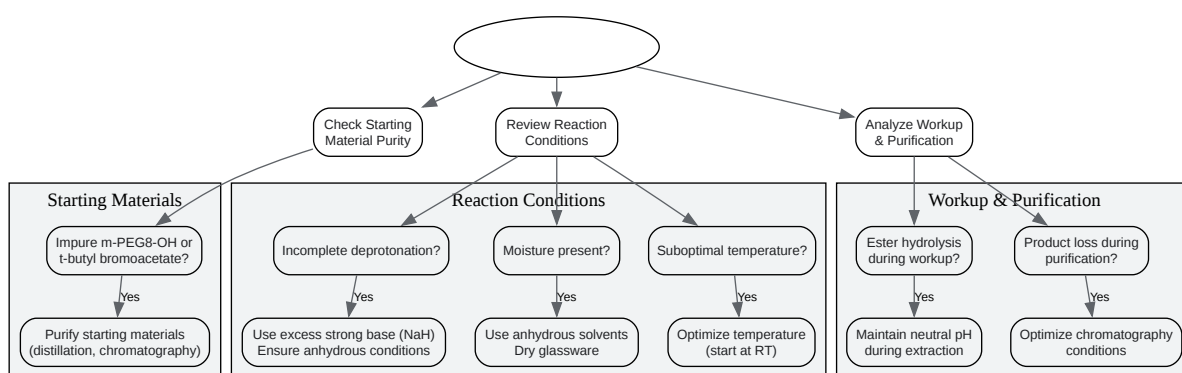 Check Starting
Material Purity
Review Reaction
Conditions
Analyze Workup
& Purification
Starting Materials
Reaction Conditions
Workup & Purification
Impure m-PEG8-OH or
t-butyl bromoacetate?
Incomplete deprotonation?
Moisture present?
Suboptimal temperature?
Ester hydrolysis
during workup?
Product loss during
purification?
Yes
Yes
Yes
Yes
Yes
Yes
Purify starting materials
(distillation, chromatography)
Use excess strong base (NaH)
Ensure anhydrous conditions
Use anhydrous solvents
Dry glassware
Optimize temperature
(start at RT)
Maintain neutral pH
during extraction
Optimize chromatography
conditions